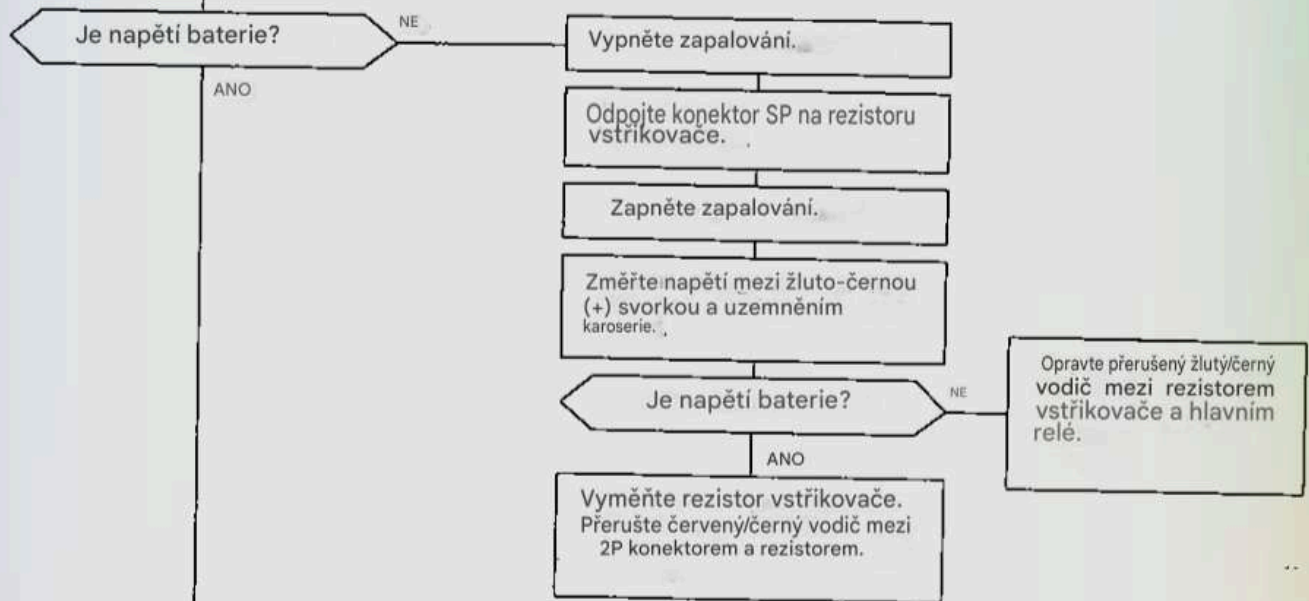 Je napětí baterie?
NE
ANO
Vypněte zapalování.
Odpojte konektor SP na rezistoru
vstřikovače.
Zapněte zapalování.
Změřte napětí mezi žluto-černou
(+) svorkou a uzemněním
karoserie.
Je napětí baterie?
NE
ANO
Opravte přerušený žlutý/černý
vodič mezi rezistorem
vstřikovače a hlavním
relé.
Vyměňte rezistor vstřikovače.
Přerušte červený/černý vodič mezi
2P konektorem a rezistorem.